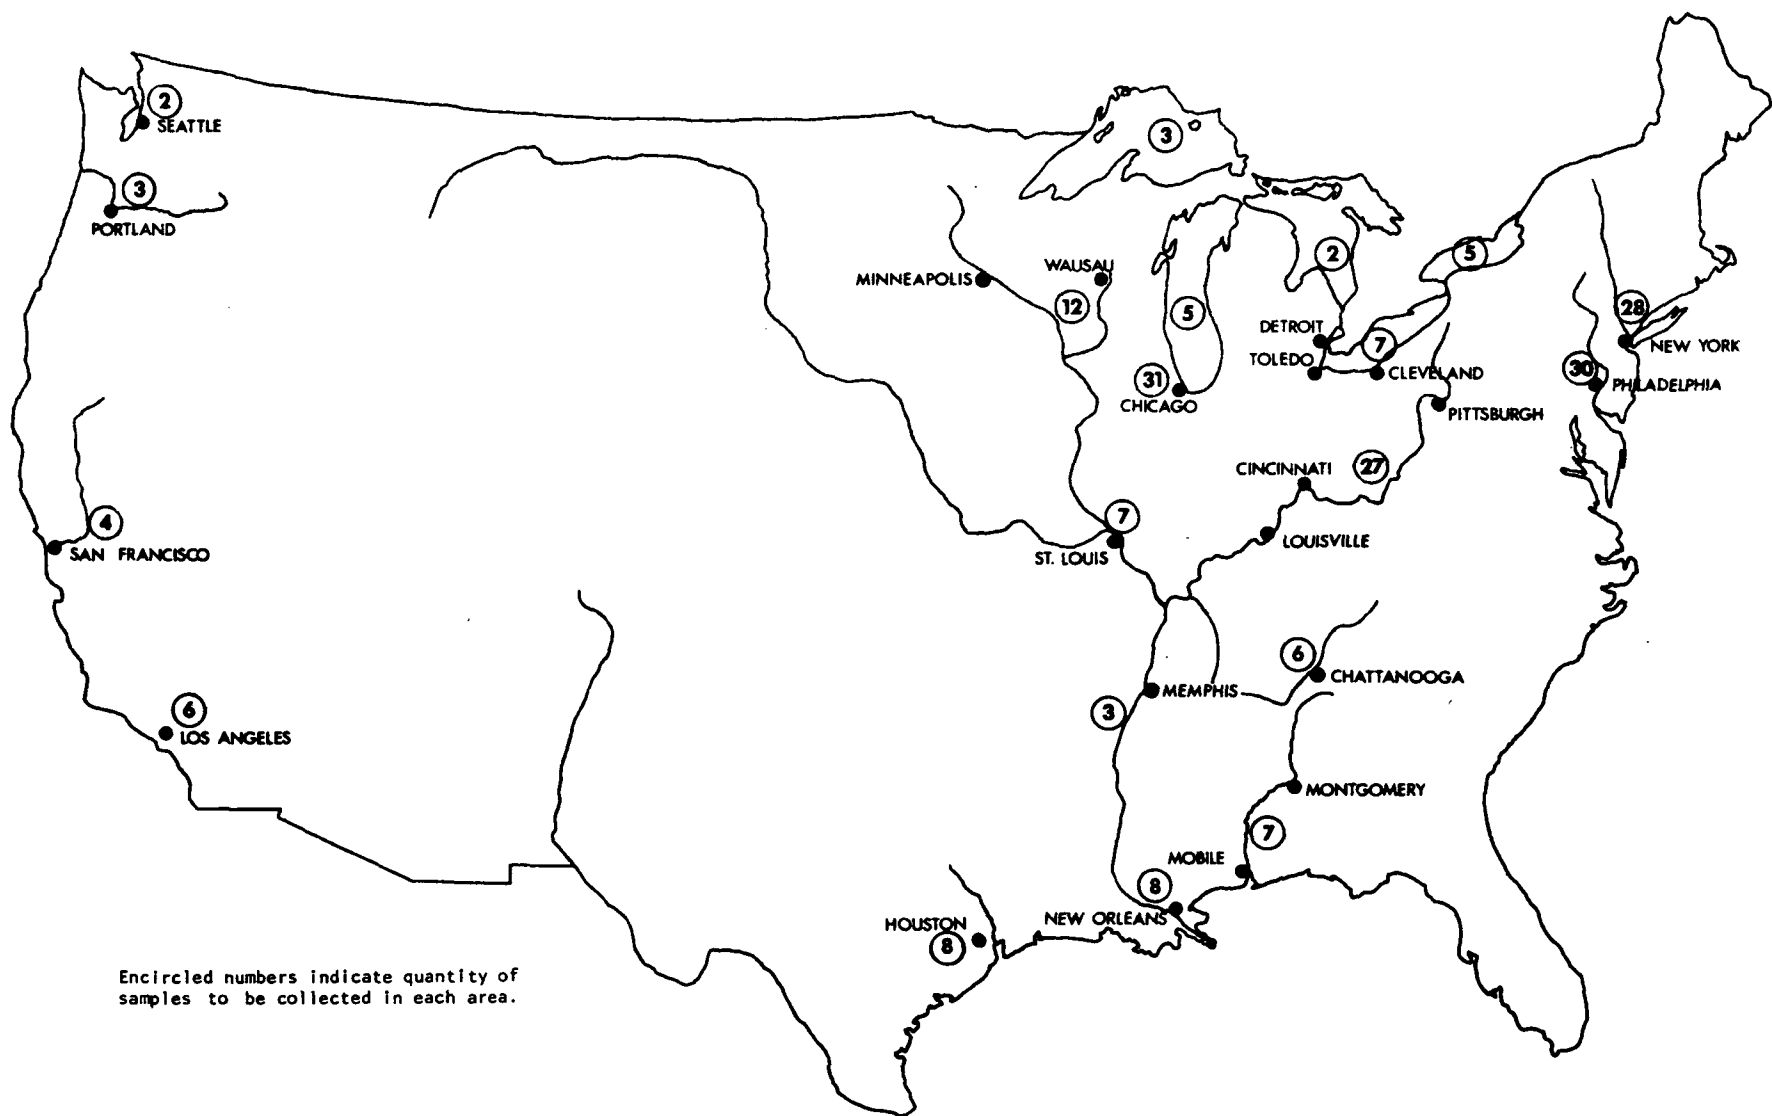 2
SEATTLE
3
PORTLAND
3
MINNEAPOLIS
WAUSAU
12
5
2
5
DETROIT
7
TOLEDO
CLEVELAND
28
NEW YORK
30
PHILADELPHIA
31
CHICAGO
PITTSBURGH
CINCINNATI
27
4
SAN FRANCISCO
7
ST. LOUIS
LOUISVILLE
6
CHATTANOOGA
MEMPHIS
3
6
LOS ANGELES
MONTGOMERY
7
MOBILE
8
NEW ORLEANS
HOUSTON
8
Encircled numbers indicate quantity of
samples to be collected in each area.